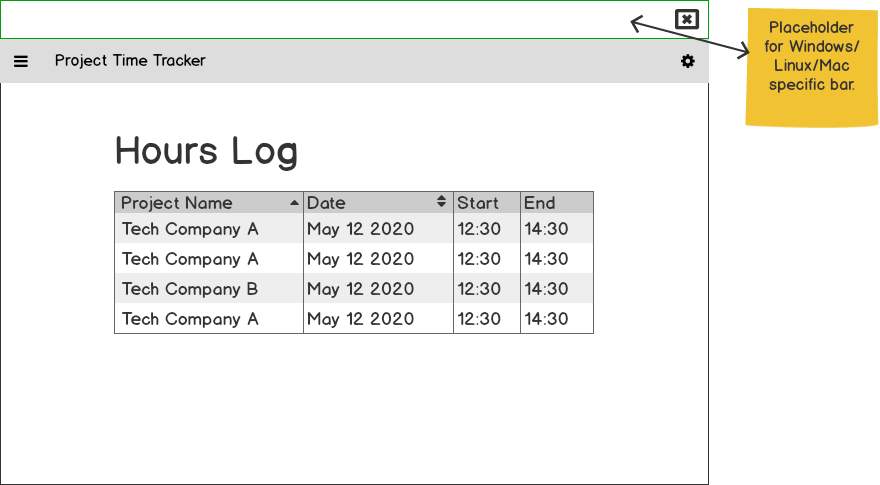 Placeholder
for Windows/
Linux/Mac
specific bar.
Project Time Tracker
Hours Log
Project Name Date Start End
Tech Company A May 12 2020 12:30 14:30
Tech Company A May 12 2020 12:30 14:30
Tech Company B May 12 2020 12:30 14:30
Tech Company A May 12 2020 12:30 14:30